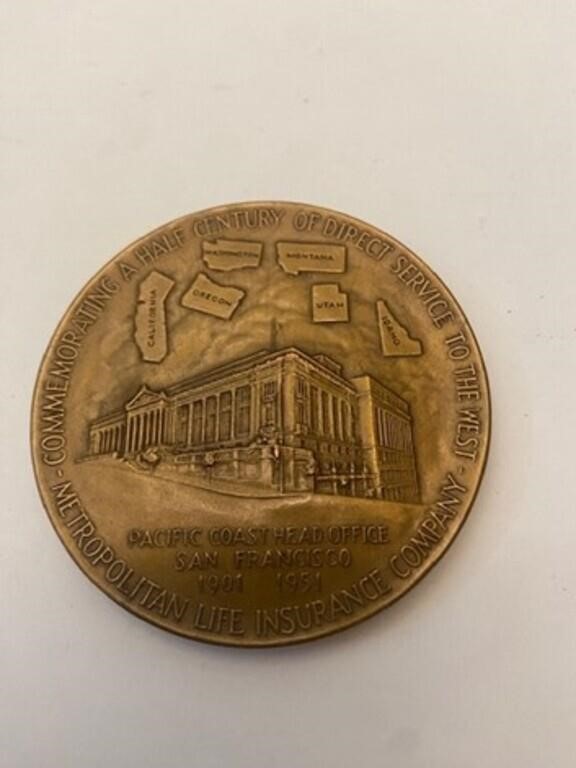 COMMEMORATING A HALF CENTURY OF DIRECT SERVICE TO THE WEST
WASHINGTON
MONTANA
CALIFORNIA
OREGON
UTAH
IDAHO
PACIFIC COAST HEAD OFFICE
SAN FRANCISCO
1901 1951
- METROPOLITAN LIFE INSURANCE COMPANY -